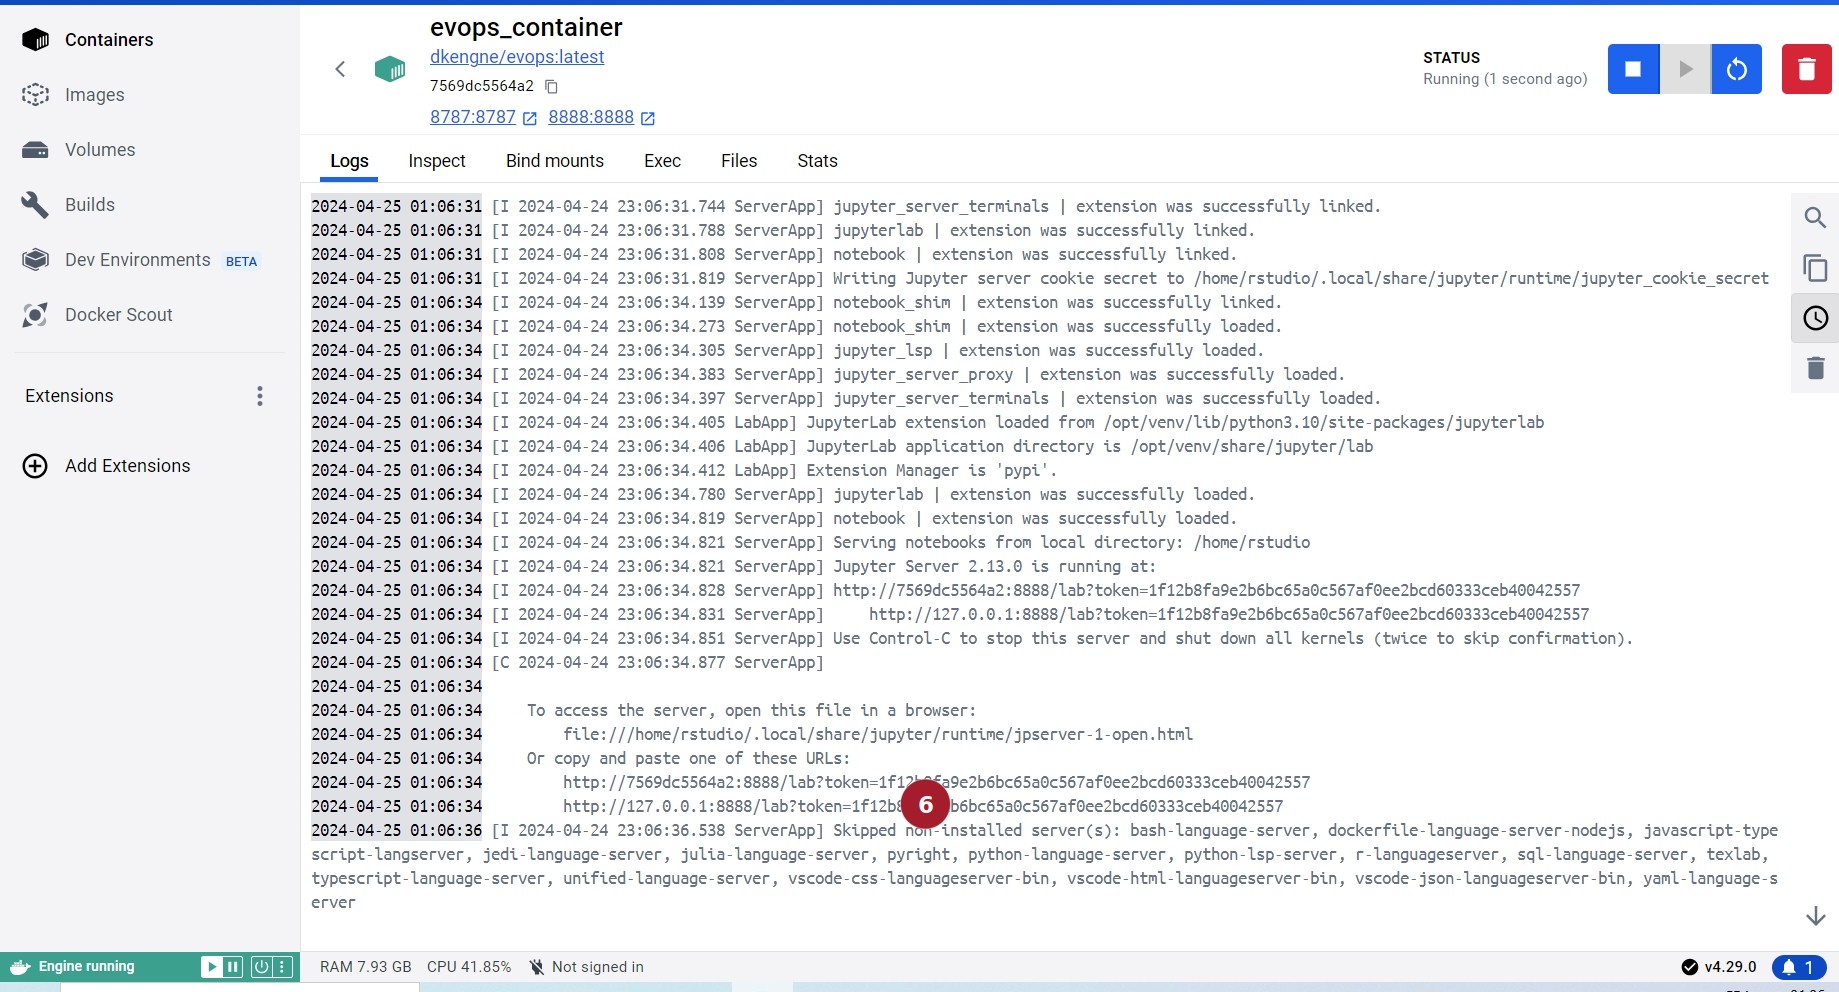 Containers
Images
Volumes
Builds
Dev Environments BETA
Docker Scout
Extensions
Add Extensions
evops_container
dkengne/evops:latest
7569dc5564a2
8787:8787 8888:8888
STATUS
Running (1 second ago)
Logs Inspect Bind mounts Exec Files Stats
2024-04-25 01:06:31 [I 2024-04-24 23:06:31.744 ServerApp] jupyter_server_terminals | extension was successfully linked.
2024-04-25 01:06:31 [I 2024-04-24 23:06:31.788 ServerApp] jupyterlab | extension was successfully linked.
2024-04-25 01:06:31 [I 2024-04-24 23:06:31.808 ServerApp] notebook | extension was successfully linked.
2024-04-25 01:06:31 [I 2024-04-24 23:06:31.819 ServerApp] Writing Jupyter server cookie secret to /home/rstudio/.local/share/jupyter/runtime/jupyter_cookie_secret
2024-04-25 01:06:34 [I 2024-04-24 23:06:34.139 ServerApp] notebook_shim | extension was successfully linked.
2024-04-25 01:06:34 [I 2024-04-24 23:06:34.273 ServerApp] notebook_shim | extension was successfully loaded.
2024-04-25 01:06:34 [I 2024-04-24 23:06:34.305 ServerApp] jupyter_lsp | extension was successfully loaded.
2024-04-25 01:06:34 [I 2024-04-24 23:06:34.383 ServerApp] jupyter_server_proxy | extension was successfully loaded.
2024-04-25 01:06:34 [I 2024-04-24 23:06:34.397 ServerApp] jupyter_server_terminals | extension was successfully loaded.
2024-04-25 01:06:34 [I 2024-04-24 23:06:34.405 LabApp] JupyterLab extension loaded from /opt/venv/lib/python3.10/site-packages/jupyterlab
2024-04-25 01:06:34 [I 2024-04-24 23:06:34.406 LabApp] JupyterLab application directory is /opt/venv/share/jupyter/lab
2024-04-25 01:06:34 [I 2024-04-24 23:06:34.412 LabApp] Extension Manager is 'pypi'.
2024-04-25 01:06:34 [I 2024-04-24 23:06:34.780 ServerApp] jupyterlab | extension was successfully loaded.
2024-04-25 01:06:34 [I 2024-04-24 23:06:34.819 ServerApp] notebook | extension was successfully loaded.
2024-04-25 01:06:34 [I 2024-04-24 23:06:34.821 ServerApp] Serving notebooks from local directory: /home/rstudio
2024-04-25 01:06:34 [I 2024-04-24 23:06:34.821 ServerApp] Jupyter Server 2.13.0 is running at:
2024-04-25 01:06:34 [I 2024-04-24 23:06:34.828 ServerApp] http://7569dc5564a2:8888/lab?token=1f12b8fa9e2b6bc65a0c567af0ee2bcd60333ceb40042557
2024-04-25 01:06:34 [I 2024-04-24 23:06:34.831 ServerApp] http://127.0.0.1:8888/lab?token=1f12b8fa9e2b6bc65a0c567af0ee2bcd60333ceb40042557
2024-04-25 01:06:34 [I 2024-04-24 23:06:34.851 ServerApp] Use Control-C to stop this server and shut down all kernels (twice to skip confirmation).
2024-04-25 01:06:34 [C 2024-04-24 23:06:34.877 ServerApp]
2024-04-25 01:06:34
2024-04-25 01:06:34 To access the server, open this file in a browser:
2024-04-25 01:06:34 file:///home/rstudio/.local/share/jupyter/runtime/jpserver-1-open.html
2024-04-25 01:06:34 Or copy and paste one of these URLs:
2024-04-25 01:06:34 http://7569dc5564a2:8888/lab?token=1f12b8fa9e2b6bc65a0c567af0ee2bcd60333ceb40042557
2024-04-25 01:06:34 http://127.0.0.1:8888/lab?token=1f12b8 b6bc65a0c567af0ee2bcd60333ceb40042557
6
2024-04-25 01:06:36 [I 2024-04-24 23:06:36.538 ServerApp] Skipped non-installed server(s): bash-language-server, dockerfile-language-server-nodejs, javascript-type
script-langserver, jedi-language-server, julia-language-server, pyright, python-language-server, python-lsp-server, r-languageserver, sql-language-server, texlab,
typescript-language-server, unified-language-server, vscode-css-languageserver-bin, vscode-html-languageserver-bin, vscode-json-languageserver-bin, yaml-language-s
erver
Engine running
RAM 7.93 GB CPU 41.85% Not signed in
v4.29.0
1